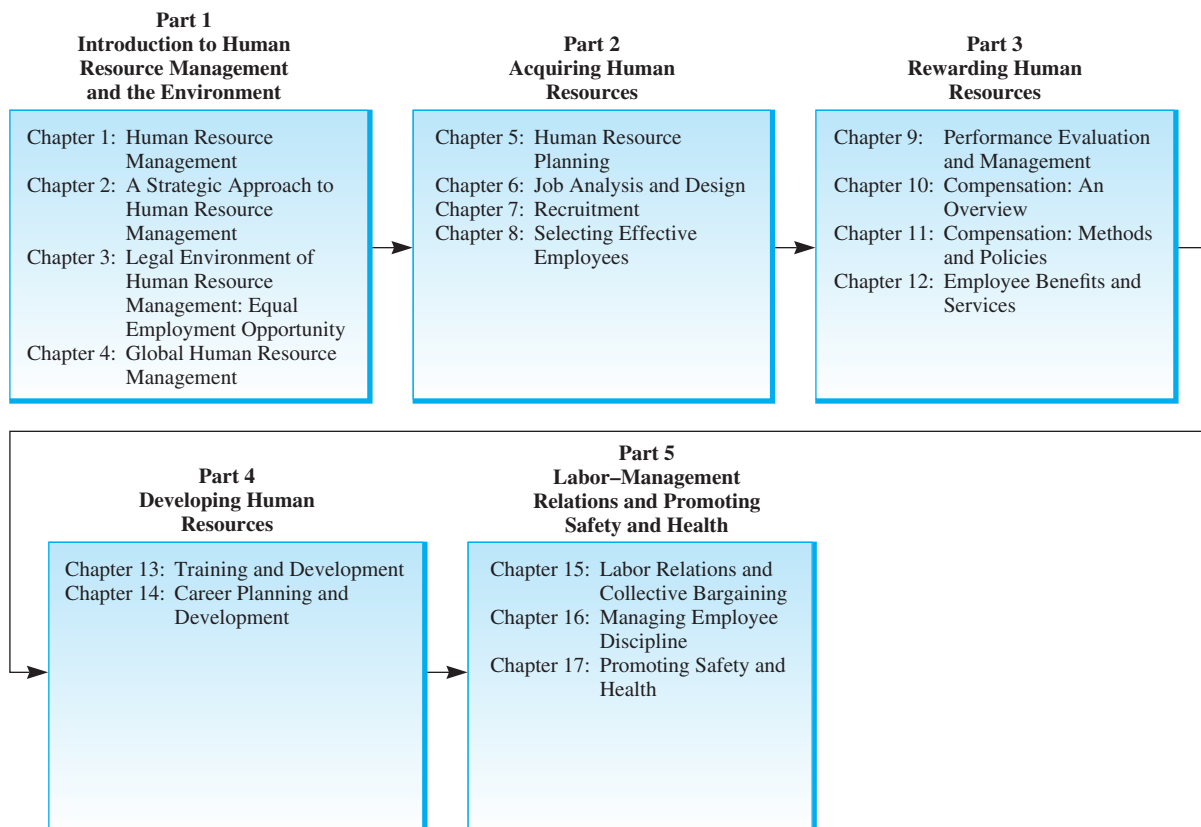 Part 1
Introduction to Human
Resource Management
and the Environment
Chapter 1: Human Resource
Management
Chapter 2: A Strategic Approach to
Human Resource
Management
Chapter 3: Legal Environment of
Human Resource
Management: Equal
Employment Opportunity
Chapter 4: Global Human Resource
Management
Part 2
Acquiring Human
Resources
Chapter 5: Human Resource
Planning
Chapter 6: Job Analysis and Design
Chapter 7: Recruitment
Chapter 8: Selecting Effective
Employees
Part 3
Rewarding Human
Resources
Chapter 9: Performance Evaluation
and Management
Chapter 10: Compensation: An
Overview
Chapter 11: Compensation: Methods
and Policies
Chapter 12: Employee Benefits and
Services
Part 4
Developing Human
Resources
Chapter 13: Training and Development
Chapter 14: Career Planning and
Development
Part 5
Labor–Management
Relations and Promoting
Safety and Health
Chapter 15: Labor Relations and
Collective Bargaining
Chapter 16: Managing Employee
Discipline
Chapter 17: Promoting Safety and
Health